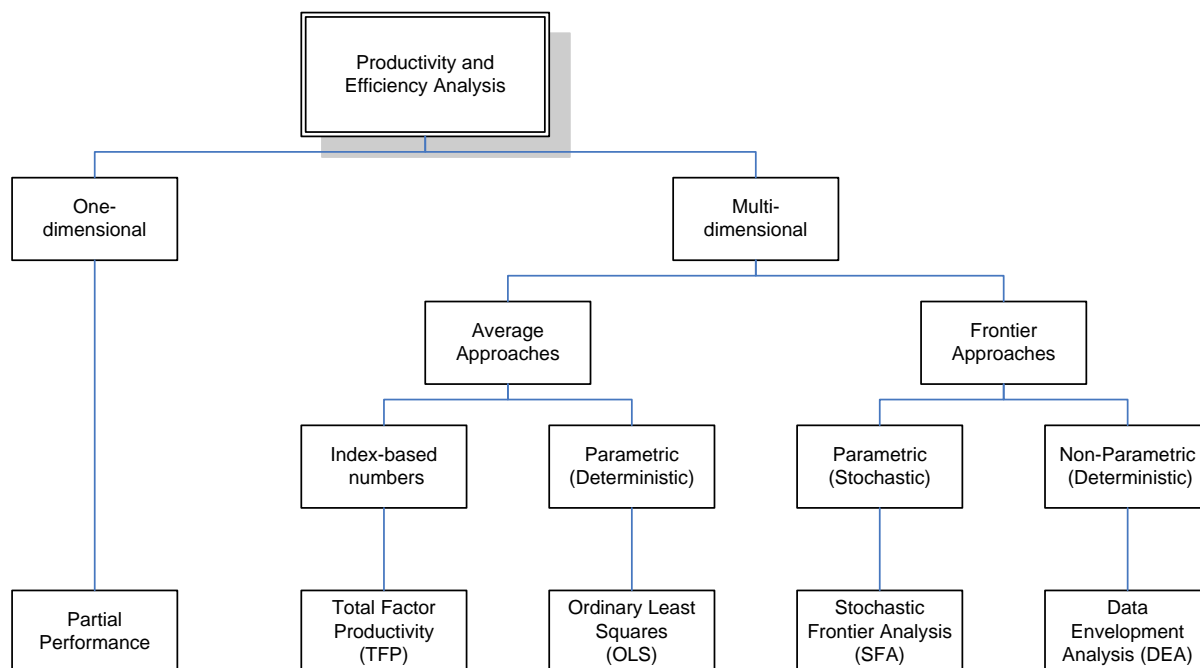 Productivity and
Efficiency Analysis
One-
dimensional
Multi-
dimensional
Average
Approaches
Frontier
Approaches
Index-based
numbers
Parametric
(Deterministic)
Parametric
(Stochastic)
Non-Parametric
(Deterministic)
Partial
Performance
Total Factor
Productivity
(TFP)
Ordinary Least
Squares
(OLS)
Stochastic
Frontier Analysis
(SFA)
Data
Envelopment
Analysis (DEA)